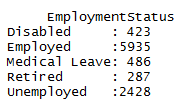 EmploymentStatus
Disabled : 423
Employed :5935
Medical Leave: 486
Retired : 287
Unemployed :2428